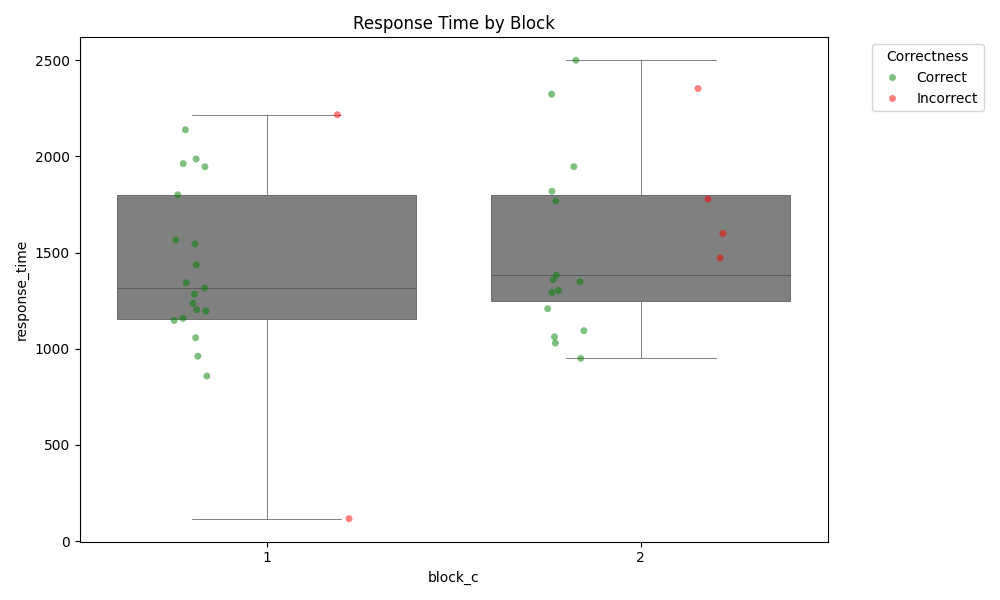 Response Time by Block
Correctness
Correct
Incorrect
response_time
2500
2000
1500
1000
500
0
1
2
block_c